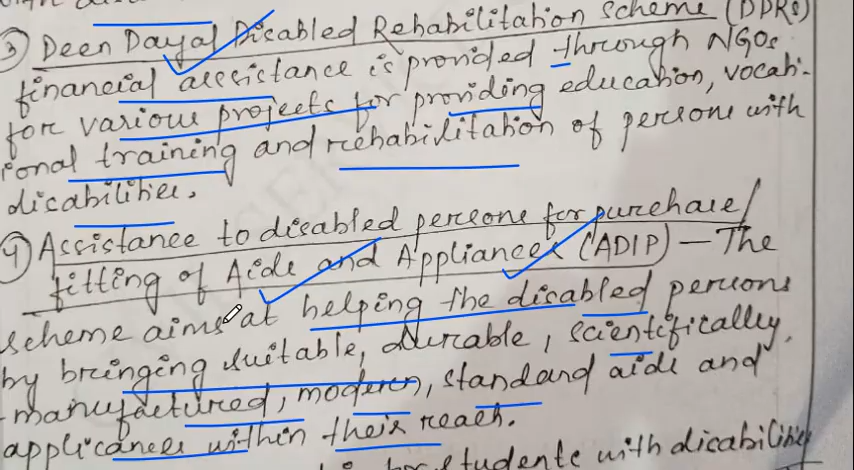 ③ Deen Dayal Disabled Rehabilitation Scheme (DDRS)
financial assistance is provided through NGOs
for various projects for providing education, vocati-
ional training and rehabilitation of persons with
disabilities.
④ Assistance to disabled persons for purchase/
fitting of Aids and Appliances (ADIP) – The
scheme aims at helping the disabled persons
by bringing suitable, durable, scientifically,
manufactured, modern, standard aids and
appliances within their reach.
students with disabilities